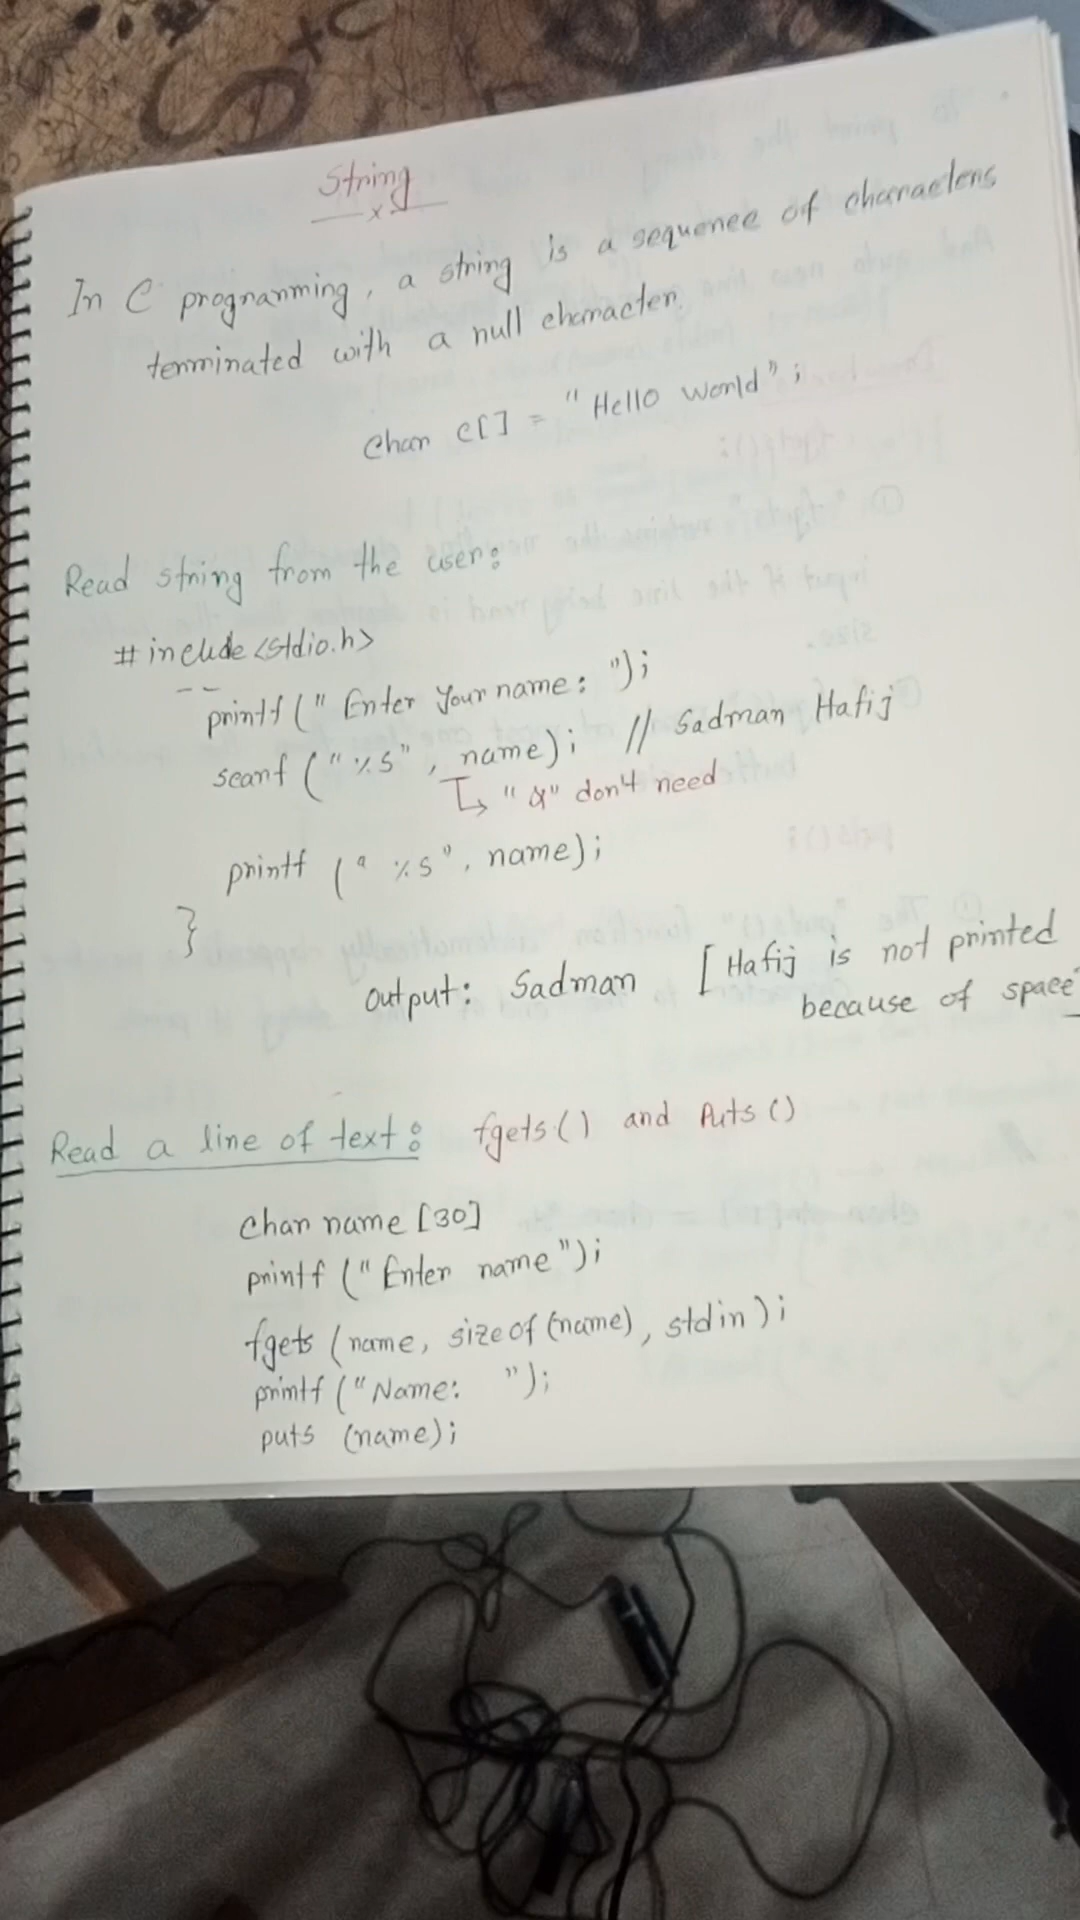 String
x
In C programming, a string is a sequence of characters
terminated with a null character.
char c[] = "Hello world";
Read string from the user:
#include <stdio.h>
printf(" Enter Your name: ");
scanf ("%s", name); // Sadman Hafij
↳ "&" don't need
printf ("%s", name);
}
output: Sadman [Hafij is not printed
because of space
Read a line of text: fgets() and Puts()
char name [30]
printf ("Enter name");
fgets (name, sizeof(name), stdin);
printf ("Name: ");
puts (name);